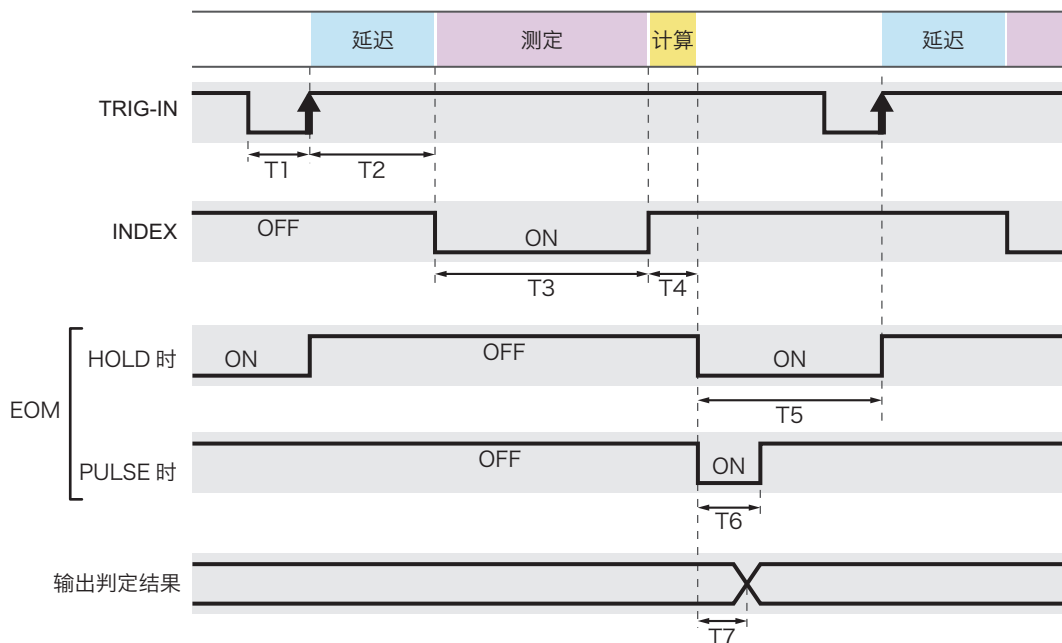 延迟 测定 计算 延迟
TRIG-IN
T1 T2
INDEX OFF ON
T3 T4
EOM
HOLD 时 ON OFF ON
T5
PULSE 时 OFF ON
T6
输出判定结果
T7